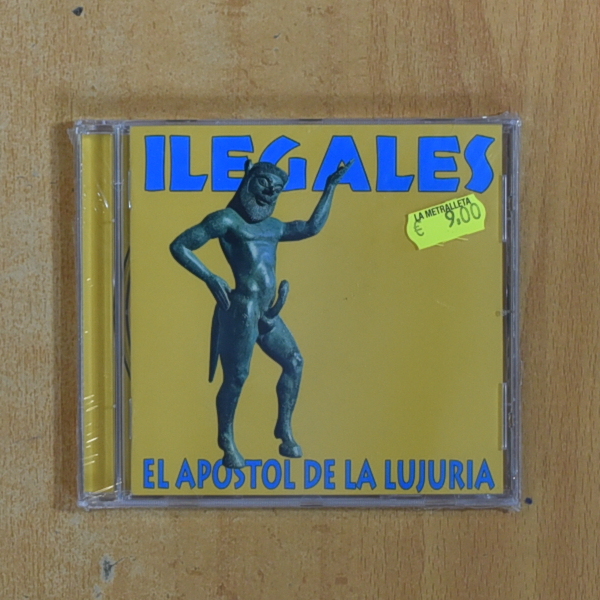 ILEGALES
LA METRALLETA
€ 9.00
EL APOSTOL DE LA LUJURIA